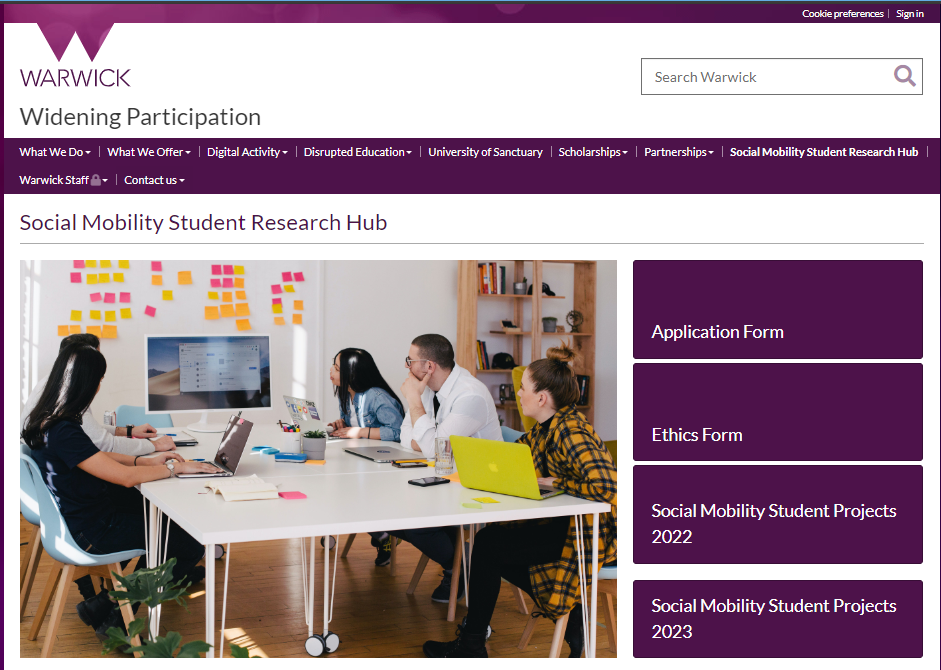 Cookie preferences | Sign in
WARWICK
Search Warwick
Widening Participation
What We Do | What We Offer | Digital Activity | Disrupted Education | University of Sanctuary | Scholarships | Partnerships | Social Mobility Student Research Hub |
Warwick Staff | Contact us
Social Mobility Student Research Hub
Application Form
Ethics Form
Social Mobility Student Projects
2022
Social Mobility Student Projects
2023